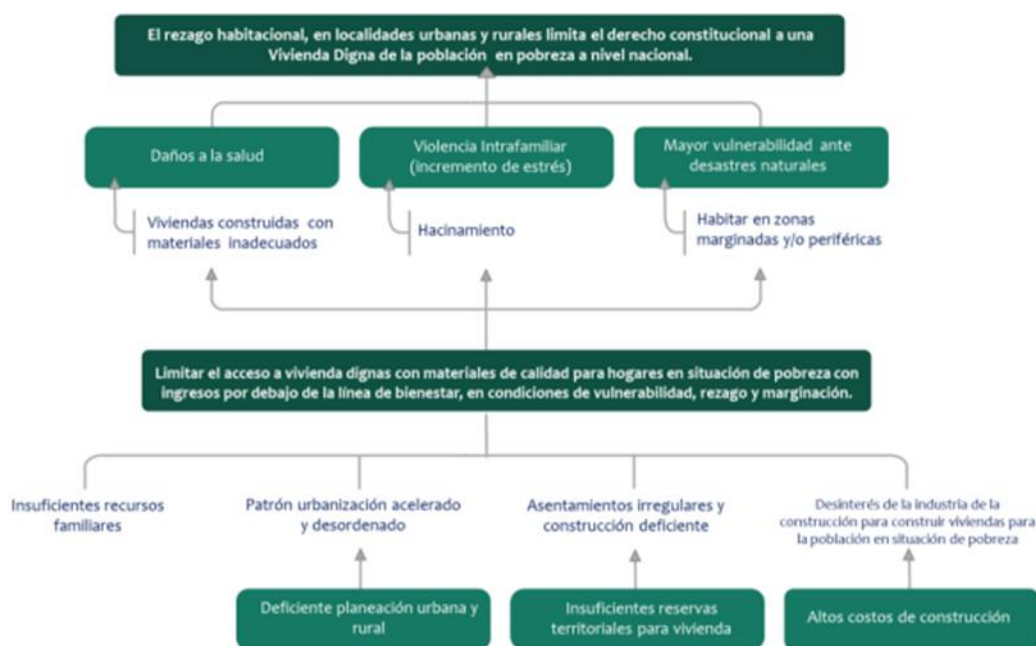 El rezago habitacional, en localidades urbanas y rurales limita el derecho constitucional a una
Vivienda Digna de la población en pobreza a nivel nacional.
Daños a la salud
Violencia Intrafamiliar
(incremento de estrés)
Mayor vulnerabilidad ante
desastres naturales
Viviendas construidas con
materiales inadecuados
Hacinamiento
Habitar en zonas
marginadas y/o periféricas
Limitar el acceso a vivienda dignas con materiales de calidad para hogares en situación de pobreza con
ingresos por debajo de la línea de bienestar, en condiciones de vulnerabilidad, rezago y marginación.
Insuficientes recursos
familiares
Patrón urbanización acelerado
y desordenado
Asentamientos irregulares y
construcción deficiente
Desinterés de la industria de la
construcción para construir viviendas para
la población en situación de pobreza
Deficiente planeación urbana y
rural
Insuficientes reservas
territoriales para vivienda
Altos costos de construcción